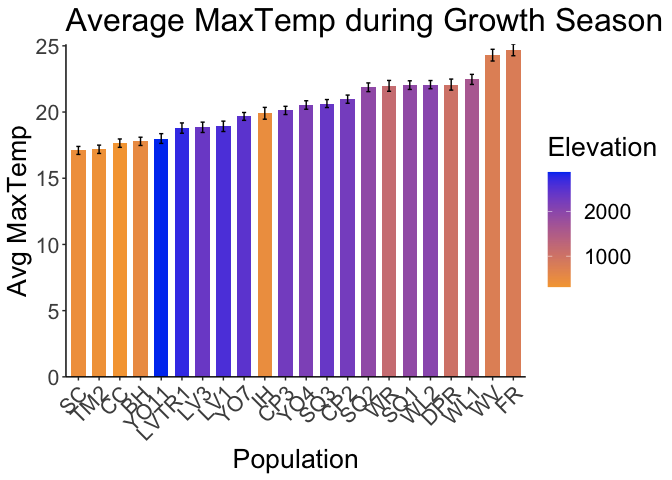 Average MaxTemp during Growth Season
Avg MaxTemp
25
20
15
10
5
0
SC
TM2
CC
BH
YO11
LVTR1
LV3
LV1
YO7
IH
CP3
YO4
SQ3
CP2
SQ2
WR
SQ1
WL2
DPR
WL1
WV
FR
Population
Elevation
2000
1000